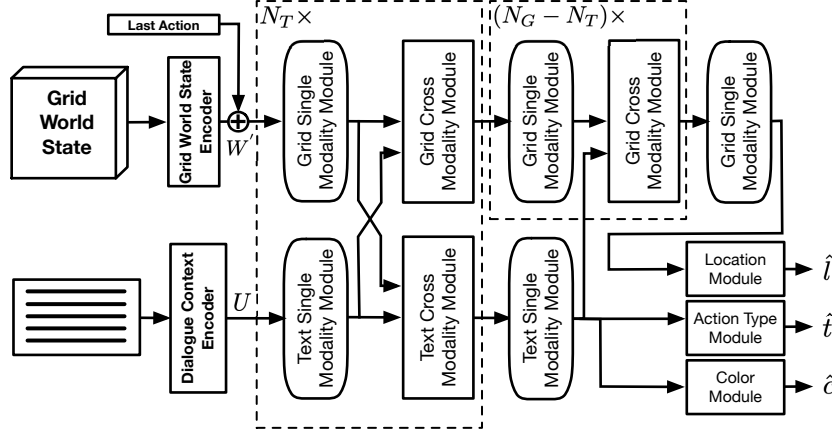 Last Action
N_T ×
(N_G − N_T) ×
Grid
World
State
Grid World State
Encoder
W′
Grid Single
Modality Module
Grid Cross
Modality Module
Grid Single
Modality Module
Grid Cross
Modality Module
Grid Single
Modality Module
Dialogue Context
Encoder
U
Text Single
Modality Module
Text Cross
Modality Module
Text Single
Modality Module
Location
Module
l̂
Action Type
Module
t̂
Color
Module
ĉ